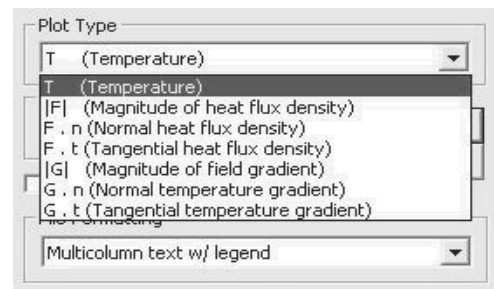 Plot Type
T (Temperature)
T (Temperature)
|F| (Magnitude of heat flux density)
F . n (Normal heat flux density)
F . t (Tangential heat flux density)
|G| (Magnitude of field gradient)
G . n (Normal temperature gradient)
G . t (Tangential temperature gradient)
Formatting
Multicolumn text w/ legend